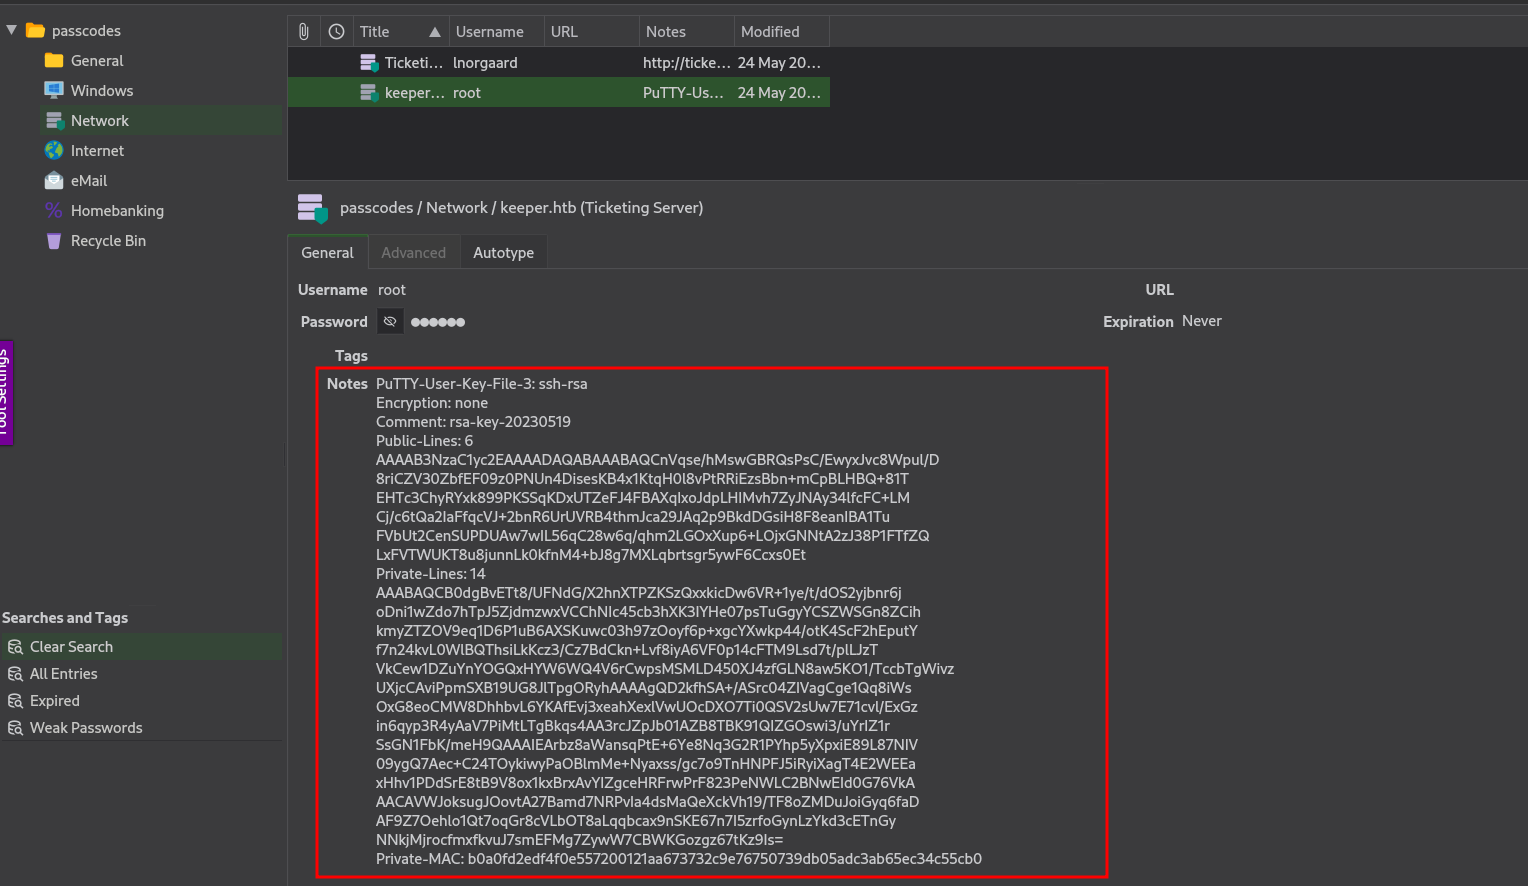 passcodes
General
Windows
Network
Internet
eMail
Homebanking
Recycle Bin
Searches and Tags
Clear Search
All Entries
Expired
Weak Passwords
Tool Settings
Title Username URL Notes Modified
Ticketi... lnorgaard http://ticke... 24 May 20...
keeper... root PuTTY-Us... 24 May 20...
passcodes / Network / keeper.htb (Ticketing Server)
General Advanced Autotype
Username root URL
Password ●●●●●● Expiration Never
Tags
Notes PuTTY-User-Key-File-3: ssh-rsa
Encryption: none
Comment: rsa-key-20230519
Public-Lines: 6
AAAAB3NzaC1yc2EAAAADAQABAAABAQCnVqse/hMswGBRQsPsC/EwyxJvc8Wpul/D
8riCZV30ZbfEF09z0PNUn4DisesKB4x1KtqH0l8vPtRRiEzsBbn+mCpBLHBQ+81T
EHTc3ChyRYxk899PKSSqKDxUTZeFJ4FBAXqIxoJdpLHIMvh7ZyJNAy34lfcFC+LM
Cj/c6tQa2IaFfqcVJ+2bnR6UrUVRB4thmJca29JAq2p9BkdDGsiH8F8eanIBA1Tu
FVbUt2CenSUPDUAw7wIL56qC28w6q/qhm2LGOxXup6+LOjxGNNtA2zJ38P1FTfZQ
LxFVTWUKT8u8junnLk0kfnM4+bJ8g7MXLqbrtsgr5ywF6Ccxs0Et
Private-Lines: 14
AAABAQCB0dgBvETt8/UFNdG/X2hnXTPZKSzQxxkicDw6VR+1ye/t/dOS2yjbnr6j
oDni1wZdo7hTpJ5ZjdmzwxVCChNIc45cb3hXK3IYHe07psTuGgyYCSZWSGn8ZCih
kmyZTZOV9eq1D6P1uB6AXSKuwc03h97zOoyf6p+xgcYXwkp44/otK4ScF2hEputY
f7n24kvL0WlBQThsiLkKcz3/Cz7BdCkn+Lvf8iyA6VF0p14cFTM9Lsd7t/plLJzT
VkCew1DZuYnYOGQxHYW6WQ4V6rCwpsMSMLD450XJ4zfGLN8aw5KO1/TccbTgWivz
UXjcCAviPpmSXB19UG8JlTpgORyhAAAAgQD2kfhSA+/ASrc04ZIVagCge1Qq8iWs
OxG8eoCMW8DhhbvL6YKAfEvj3xeahXexlVwUOcDXO7Ti0QSV2sUw7E71cvl/ExGz
in6qyp3R4yAaV7PiMtLTgBkqs4AA3rcJZpJb01AZB8TBK91QIZGOswi3/uYrIZ1r
SsGN1FbK/meH9QAAAIEArbz8aWansqPtE+6Ye8Nq3G2R1PYhp5yXpxiE89L87NIV
09ygQ7Aec+C24TOykiwyPaOBlmMe+Nyaxss/gc7o9TnHNPFJ5iRyiXagT4E2WEEa
xHhv1PDdSrE8tB9V8ox1kxBrxAvYIZgceHRFrwPrF823PeNWLC2BNwEId0G76VkA
AACAVWJoksugJOovtA27Bamd7NRPvIa4dsMaQeXckVh19/TF8oZMDuJoiGyq6faD
AF9Z7Oehlo1Qt7oqGr8cVLbOT8aLqqbcax9nSKE67n7I5zrfoGynLzYkd3cETnGy
NNkjMjrocfmxfkvuJ7smEFMg7ZywW7CBWKGozgz67tKz9Is=
Private-MAC: b0a0fd2edf4f0e557200121aa673732c9e76750739db05adc3ab65ec34c55cb0